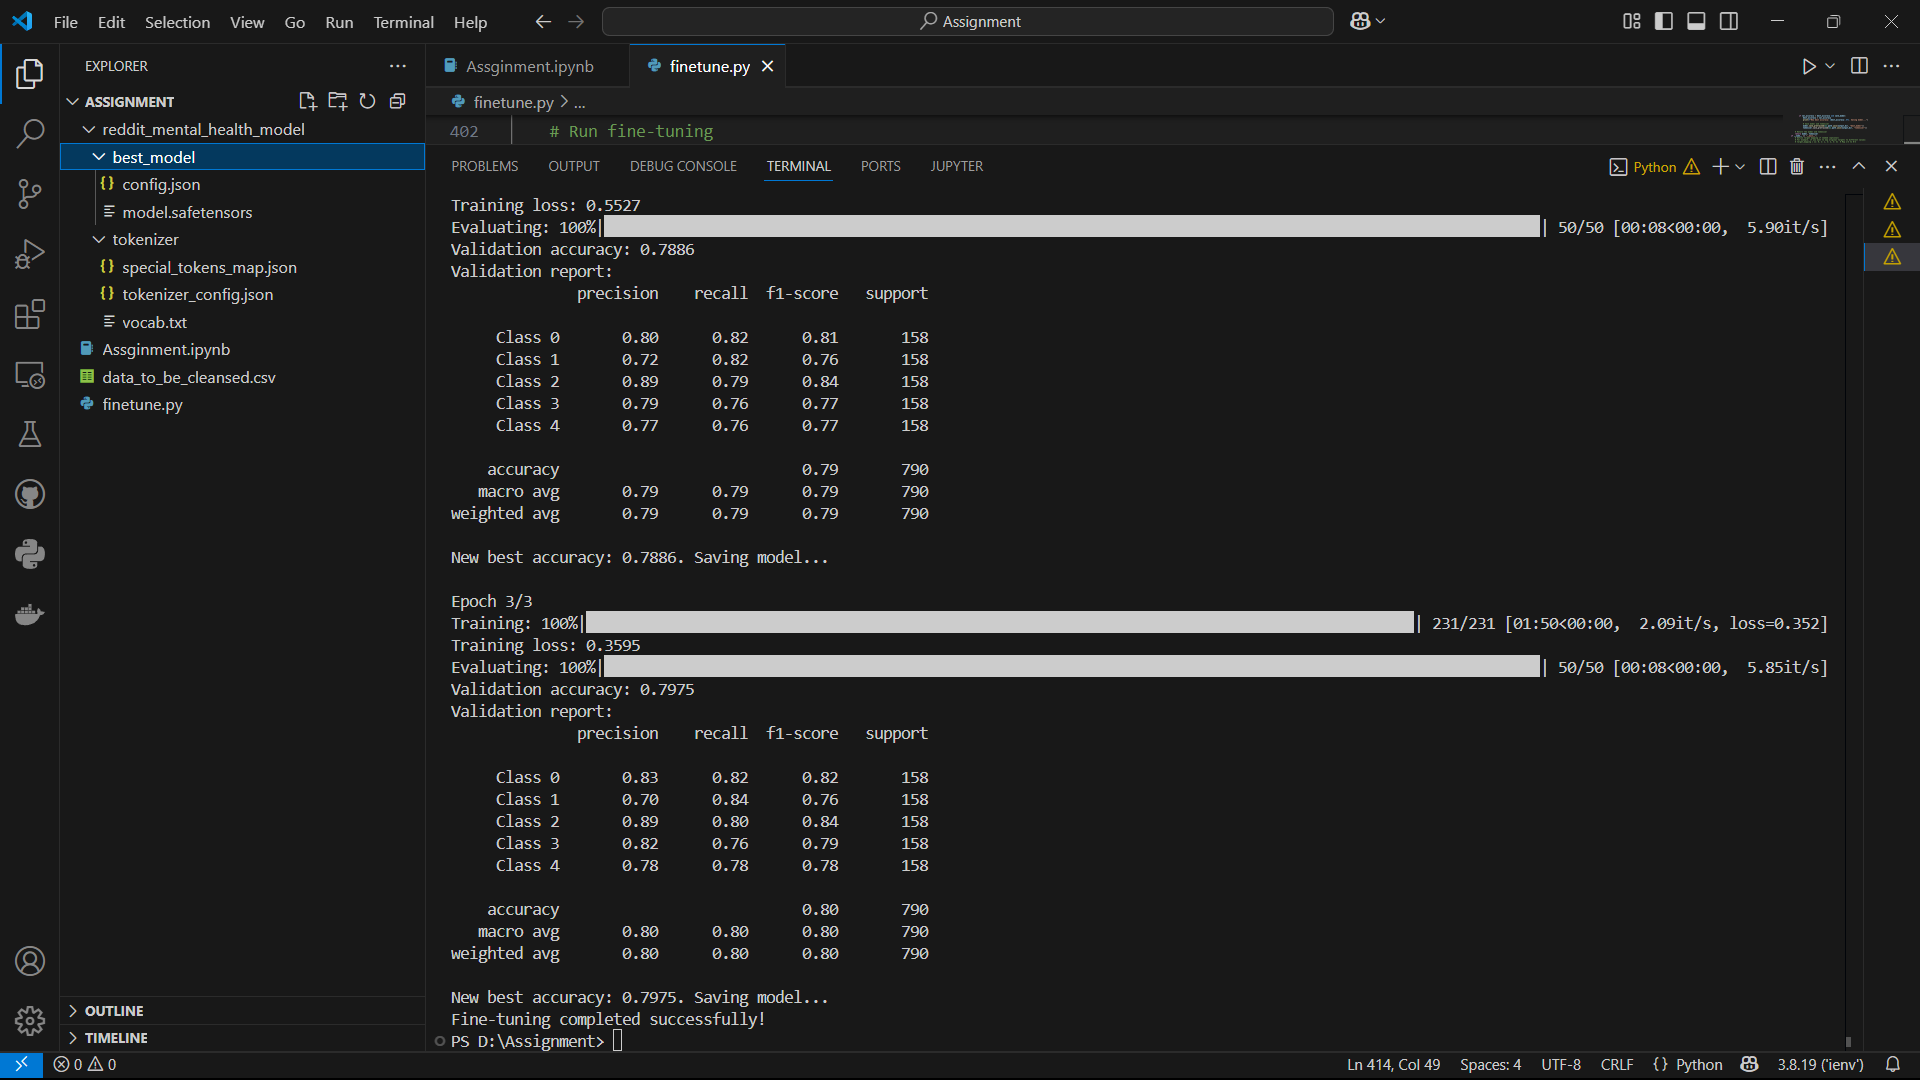 File Edit Selection View Go Run Terminal Help
Assignment
EXPLORER
ASSIGNMENT
reddit_mental_health_model
best_model
config.json
model.safetensors
tokenizer
special_tokens_map.json
tokenizer_config.json
vocab.txt
Assginment.ipynb
data_to_be_cleansed.csv
finetune.py
OUTLINE
TIMELINE
Assginment.ipynb finetune.py
finetune.py > ...
402 # Run fine-tuning
PROBLEMS OUTPUT DEBUG CONSOLE TERMINAL PORTS JUPYTER
Python
Training loss: 0.5527
Evaluating: 100%| | 50/50 [00:08<00:00, 5.90it/s]
Validation accuracy: 0.7886
Validation report:
precision recall f1-score support
Class 0 0.80 0.82 0.81 158
Class 1 0.72 0.82 0.76 158
Class 2 0.89 0.79 0.84 158
Class 3 0.79 0.76 0.77 158
Class 4 0.77 0.76 0.77 158
accuracy 0.79 790
macro avg 0.79 0.79 0.79 790
weighted avg 0.79 0.79 0.79 790
New best accuracy: 0.7886. Saving model...
Epoch 3/3
Training: 100%| | 231/231 [01:50<00:00, 2.09it/s, loss=0.352]
Training loss: 0.3595
Evaluating: 100%| | 50/50 [00:08<00:00, 5.85it/s]
Validation accuracy: 0.7975
Validation report:
precision recall f1-score support
Class 0 0.83 0.82 0.82 158
Class 1 0.70 0.84 0.76 158
Class 2 0.89 0.80 0.84 158
Class 3 0.82 0.76 0.79 158
Class 4 0.78 0.78 0.78 158
accuracy 0.80 790
macro avg 0.80 0.80 0.80 790
weighted avg 0.80 0.80 0.80 790
New best accuracy: 0.7975. Saving model...
Fine-tuning completed successfully!
PS D:\Assignment>
0 0 Ln 414, Col 49 Spaces: 4 UTF-8 CRLF {} Python 3.8.19 ('ienv')